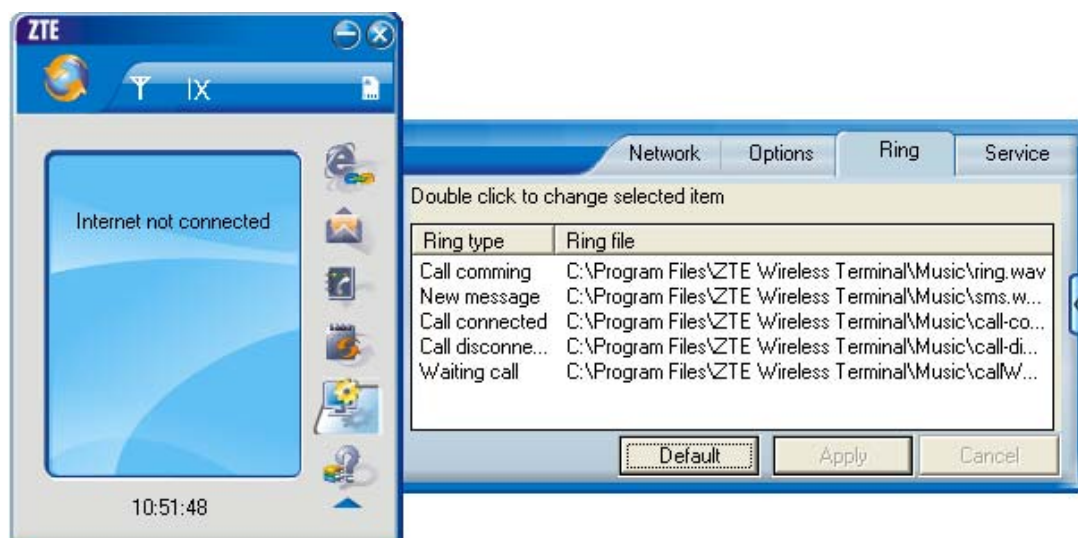 ZTE
IX
Internet not connected
10:51:48
Network Options Ring Service
Double click to change selected item
Ring type Ring file
Call comming C:\Program Files\ZTE Wireless Terminal\Music\ring.wav
New message C:\Program Files\ZTE Wireless Terminal\Music\sms.w...
Call connected C:\Program Files\ZTE Wireless Terminal\Music\call-co...
Call disconne... C:\Program Files\ZTE Wireless Terminal\Music\call-di...
Waiting call C:\Program Files\ZTE Wireless Terminal\Music\callW...
Default Apply Cancel